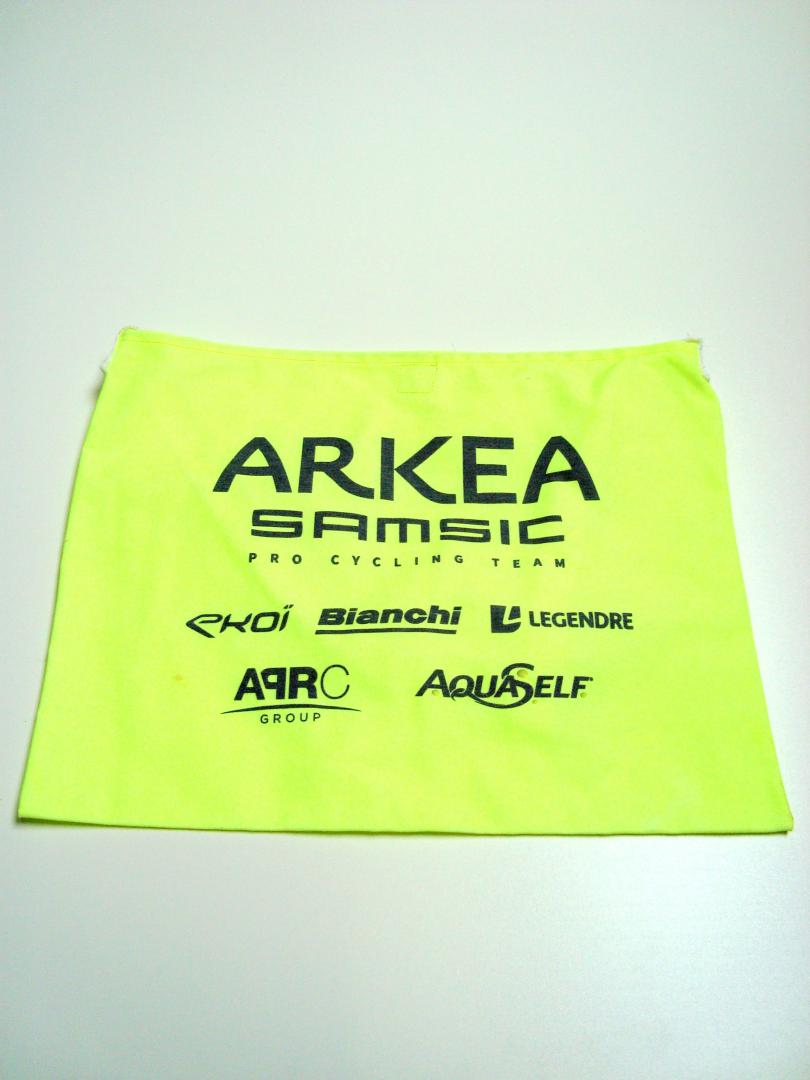 ARKEA
SAMSIC
PRO CYCLING TEAM
EKOÏ Bianchi LEGENDRE
APRC AQUASELF
GROUP